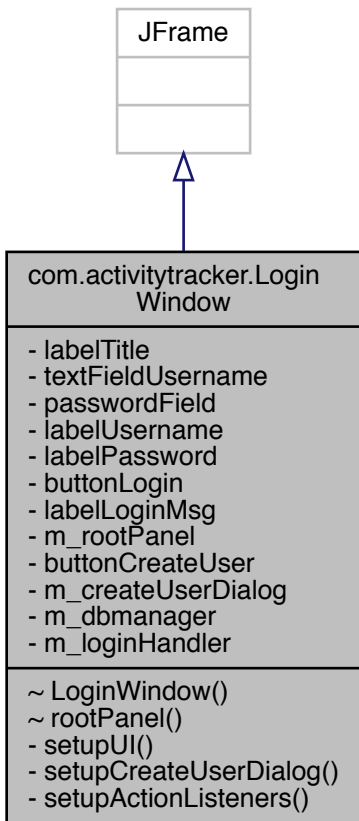 JFrame
com.activitytracker.Login
Window
- labelTitle
- textFieldUsername
- passwordField
- labelUsername
- labelPassword
- buttonLogin
- labelLoginMsg
- m_rootPanel
- buttonCreateUser
- m_createUserDialog
- m_dbmanager
- m_loginHandler
~ LoginWindow()
~ rootPanel()
- setupUI()
- setupCreateUserDialog()
- setupActionListeners()